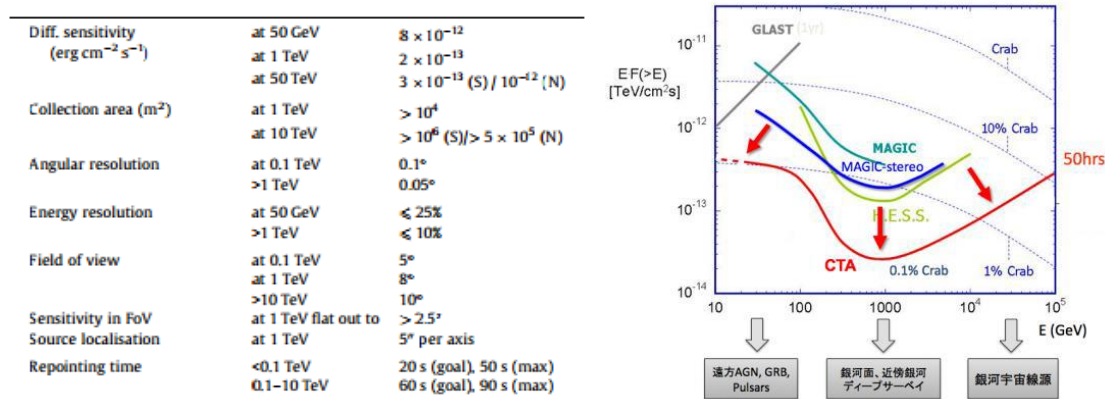 Diff. sensitivity at 50 GeV 8 × 10⁻¹²
(erg cm⁻² s⁻¹) at 1 TeV 2 × 10⁻¹³
at 50 TeV 3 × 10⁻¹³ (S)/ 10⁻¹² (N)
Collection area (m²) at 1 TeV > 10⁴
at 10 TeV > 10⁶ (S)/> 5 × 10⁵ (N)
Angular resolution at 0.1 TeV 0.1°
>1 TeV 0.05°
Energy resolution at 50 GeV ⩽ 25%
>1 TeV ⩽ 10%
Field of view at 0.1 TeV 5°
at 1 TeV 8°
>10 TeV 10°
Sensitivity in FoV at 1 TeV flat out to > 2.5°
Source localisation at 1 TeV 5″ per axis
Repointing time <0.1 TeV 20 s (goal), 50 s (max)
0.1–10 TeV 60 s (goal), 90 s (max)
E F(>E)
[TeV/cm²s]
10⁻¹¹
10⁻¹²
10⁻¹³
10⁻¹⁴
GLAST (1yr)
Crab
10% Crab
MAGIC
MAGIC-stereo
50hrs
H.E.S.S.
CTA
0.1% Crab
1% Crab
10 100 1000 10⁴ 10⁵
E (GeV)
遠方AGN, GRB,
Pulsars
銀河面、近傍銀河
ディープサーベイ
銀河宇宙線源